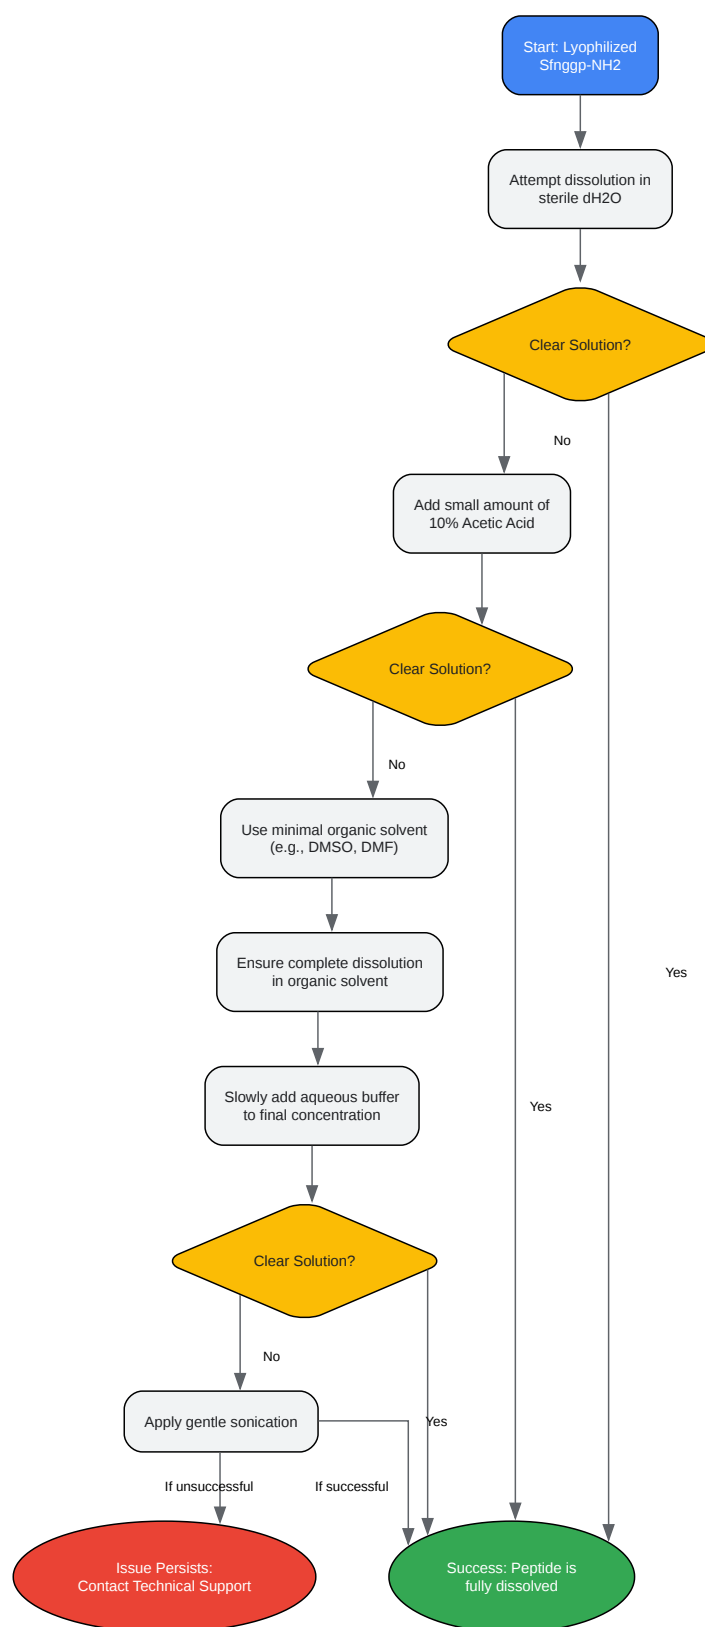 Start: Lyophilized
Sfnggp-NH2
Attempt dissolution in
sterile dH2O
Clear Solution?
No
Add small amount of
10% Acetic Acid
Clear Solution?
No
Use minimal organic solvent
(e.g., DMSO, DMF)
Ensure complete dissolution
in organic solvent
Yes
Slowly add aqueous buffer
to final concentration
Yes
Clear Solution?
No
Apply gentle sonication
Yes
If unsuccessful
If successful
Issue Persists:
Contact Technical Support
Success: Peptide is
fully dissolved